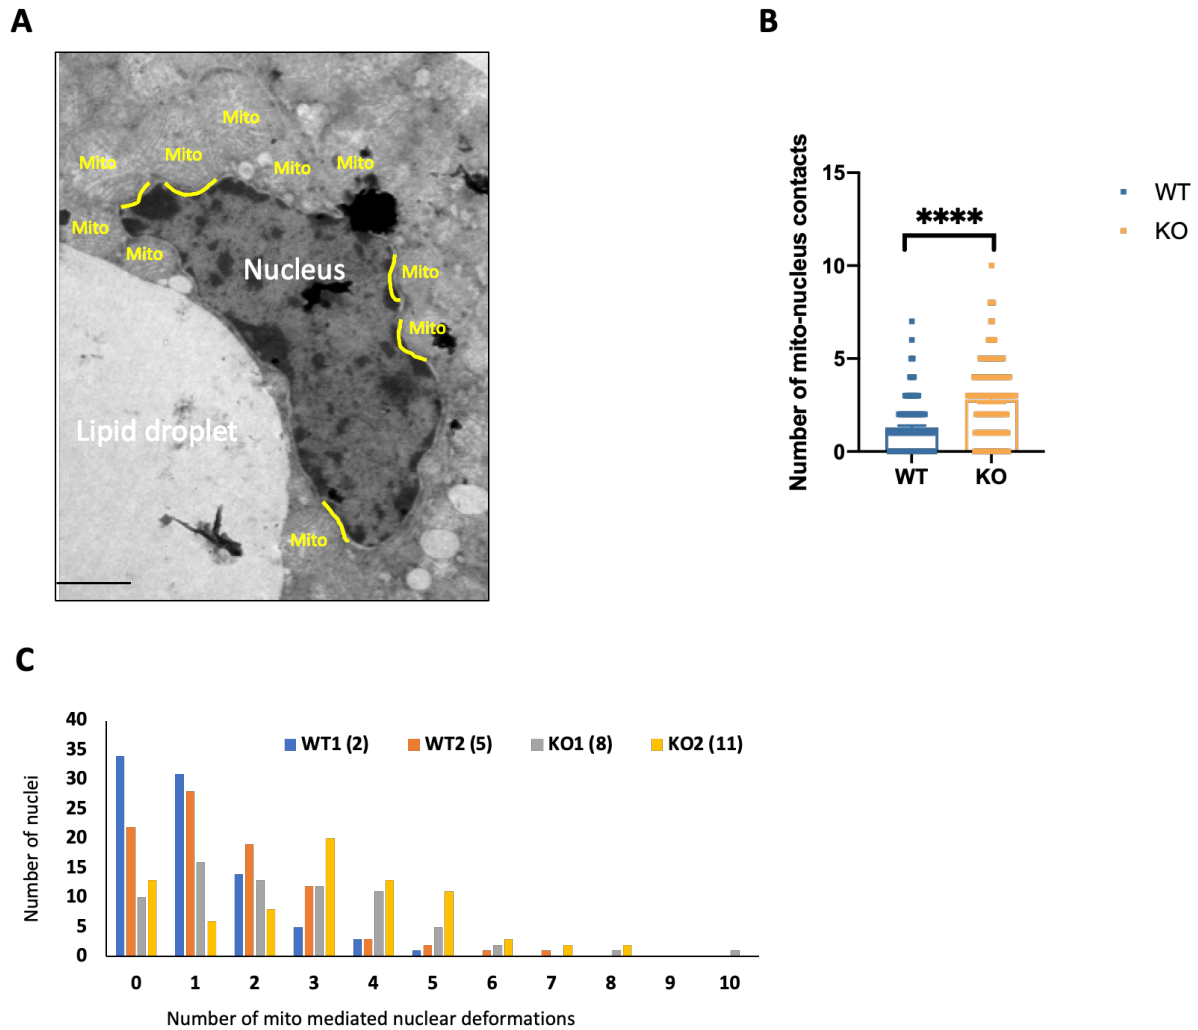 A
Mito
Mito
Mito
Mito
Mito
Mito
Mito
Nucleus
Mito
Mito
Lipid droplet
Mito
B
Number of mito-nucleus contacts
15
10
5
0
****
WT
KO
WT
KO
C
Number of nuclei
40
35
30
25
20
15
10
5
0
WT1 (2) WT2 (5) KO1 (8) KO2 (11)
0 1 2 3 4 5 6 7 8 9 10
Number of mito mediated nuclear deformations